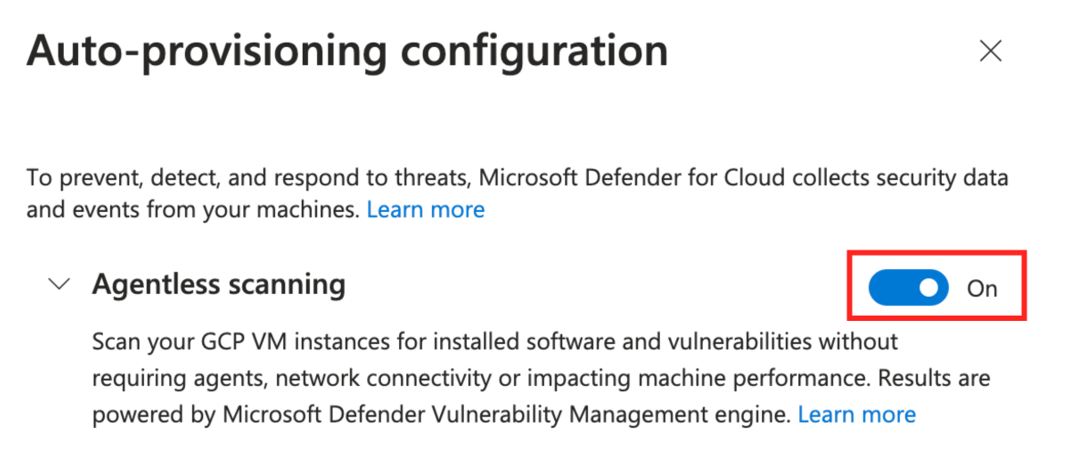 Auto-provisioning configuration
To prevent, detect, and respond to threats, Microsoft Defender for Cloud collects security data
and events from your machines. Learn more
Agentless scanning
On
Scan your GCP VM instances for installed software and vulnerabilities without
requiring agents, network connectivity or impacting machine performance. Results are
powered by Microsoft Defender Vulnerability Management engine. Learn more